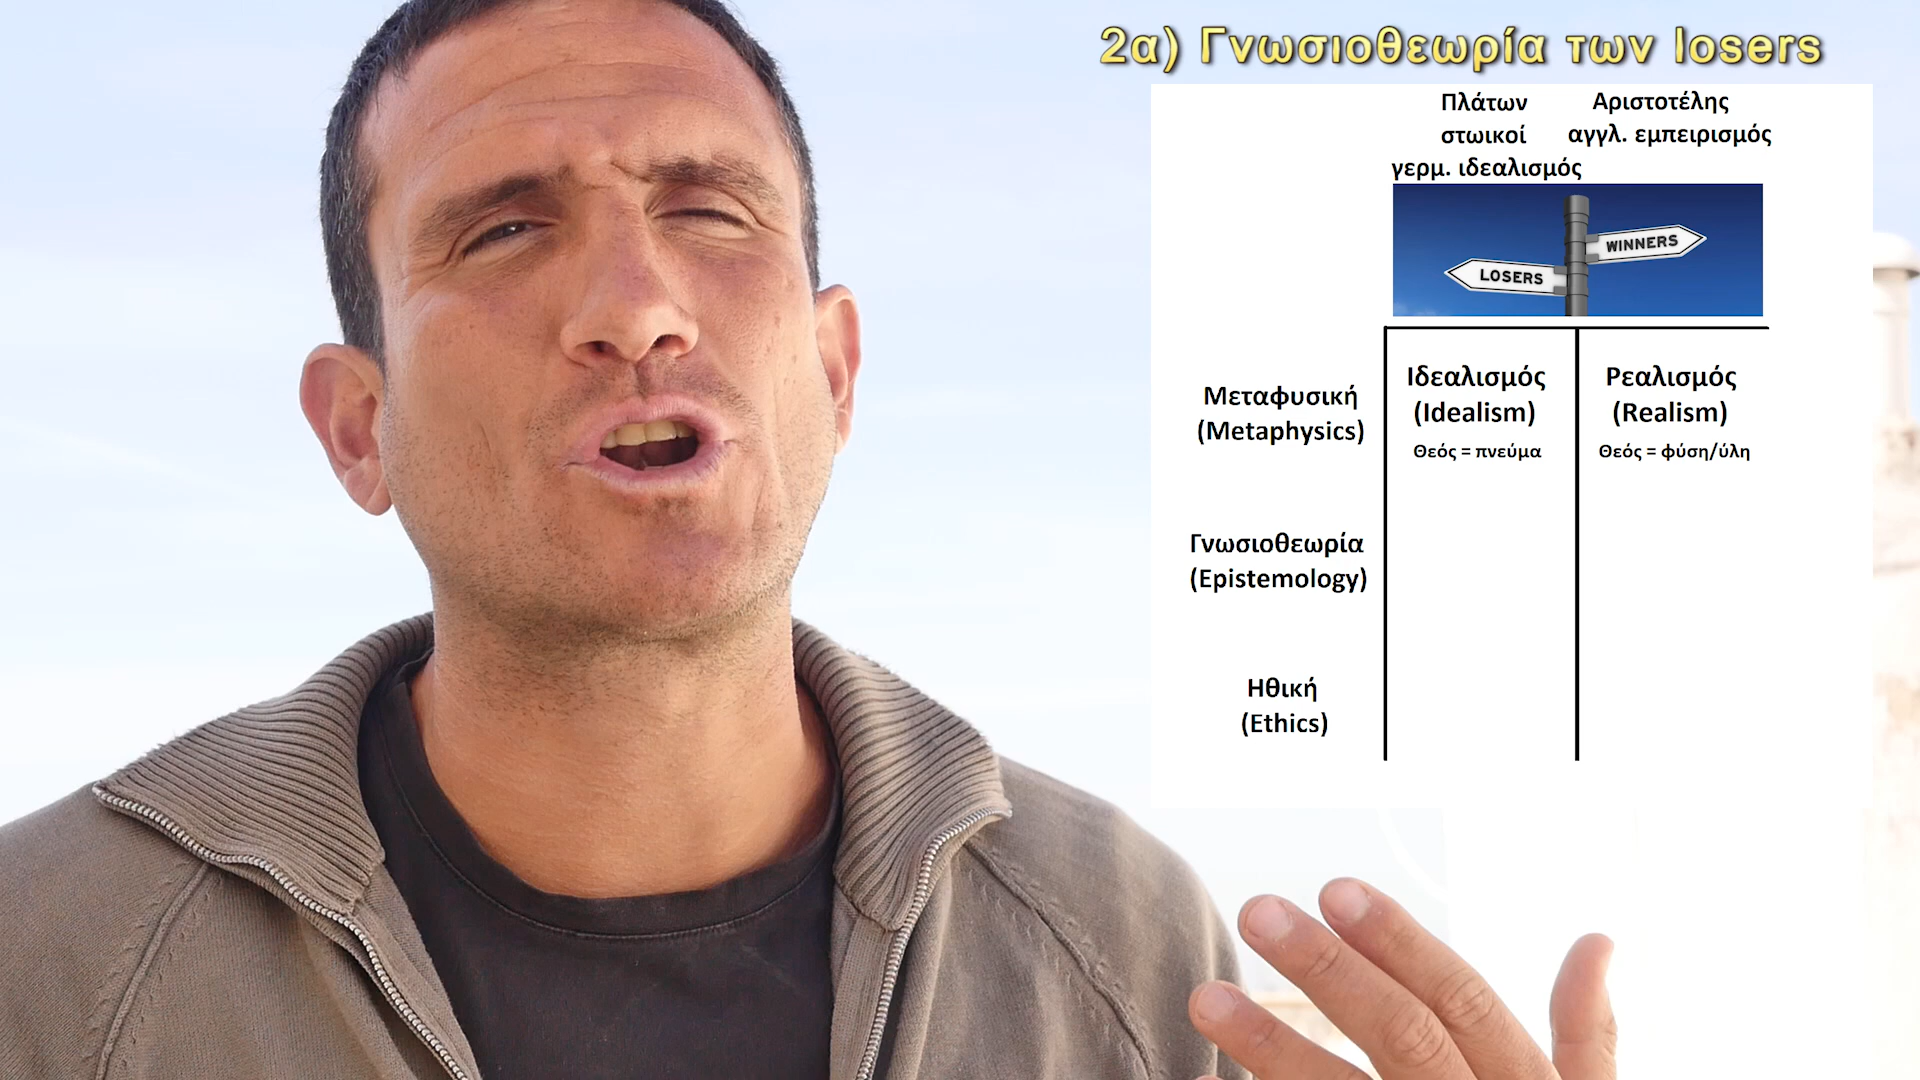 2α) Γνωσιοθεωρία των losers
Πλάτων
στωικοί
γερμ. ιδεαλισμός
Αριστοτέλης
αγγλ. εμπειρισμός
WINNERS
LOSERS
Μεταφυσική
(Metaphysics)
Ιδεαλισμός
(Idealism)
Θεός = πνεύμα
Ρεαλισμός
(Realism)
Θεός = φύση/ύλη
Γνωσιοθεωρία
(Epistemology)
Ηθική
(Ethics)